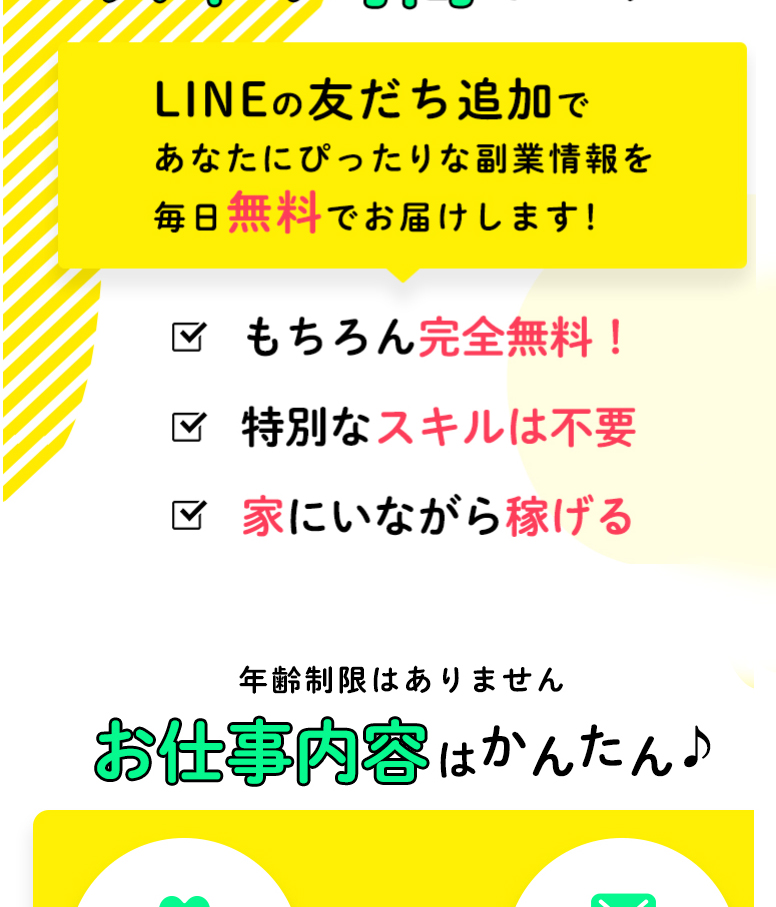 LINEの友だち追加で
あなたにぴったりな副業情報を
毎日無料でお届けします!
もちろん完全無料!
特別なスキルは不要
家にいながら稼げる
年齢制限はありません
お仕事内容はかんたん♪